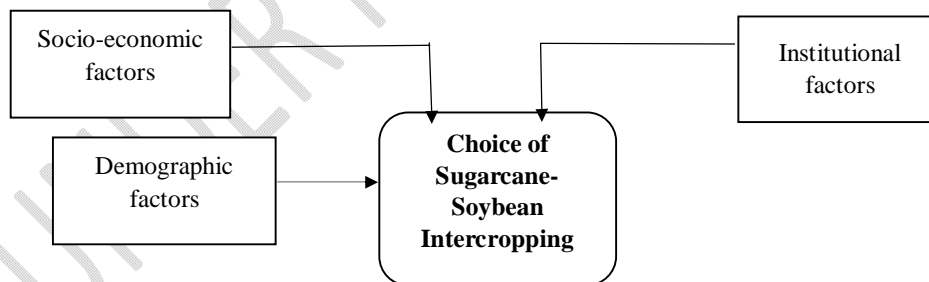 Socio-economic
factors
Institutional
factors
Demographic
factors
Choice of
Sugarcane-
Soybean
Intercropping